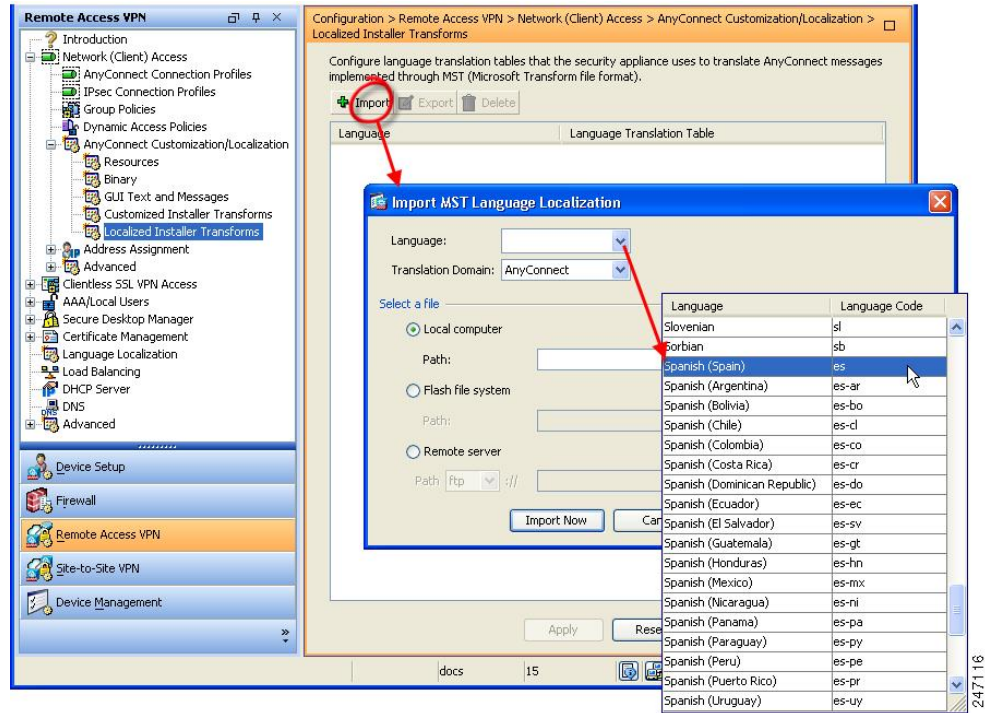 Remote Access VPN
Introduction
Network (Client) Access
AnyConnect Connection Profiles
IPsec Connection Profiles
Group Policies
Dynamic Access Policies
AnyConnect Customization/Localization
Resources
Binary
GUI Text and Messages
Customized Installer Transforms
Localized Installer Transforms
Address Assignment
Advanced
Clientless SSL VPN Access
AAA/Local Users
Secure Desktop Manager
Certificate Management
Language Localization
Load Balancing
DHCP Server
DNS
Advanced
Device Setup
Firewall
Remote Access VPN
Site-to-Site VPN
Device Management
Configuration > Remote Access VPN > Network (Client) Access > AnyConnect Customization/Localization >
Localized Installer Transforms
Configure language translation tables that the security appliance uses to translate AnyConnect messages
implemented through MST (Microsoft Transform file format).
Import Export Delete
Language Language Translation Table
Import MST Language Localization
Language:
Translation Domain: AnyConnect
Select a file
Local computer
Path:
Flash file system
Path:
Remote server
Path ftp ://
Import Now Can
Apply Rese
docs 15
Language Language Code
Slovenian sl
Sorbian sb
Spanish (Spain) es
Spanish (Argentina) es-ar
Spanish (Bolivia) es-bo
Spanish (Chile) es-cl
Spanish (Colombia) es-co
Spanish (Costa Rica) es-cr
Spanish (Dominican Republic) es-do
Spanish (Ecuador) es-ec
Spanish (El Salvador) es-sv
Spanish (Guatemala) es-gt
Spanish (Honduras) es-hn
Spanish (Mexico) es-mx
Spanish (Nicaragua) es-ni
Spanish (Panama) es-pa
Spanish (Paraguay) es-py
Spanish (Peru) es-pe
Spanish (Puerto Rico) es-pr
Spanish (Uruguay) es-uy
247116